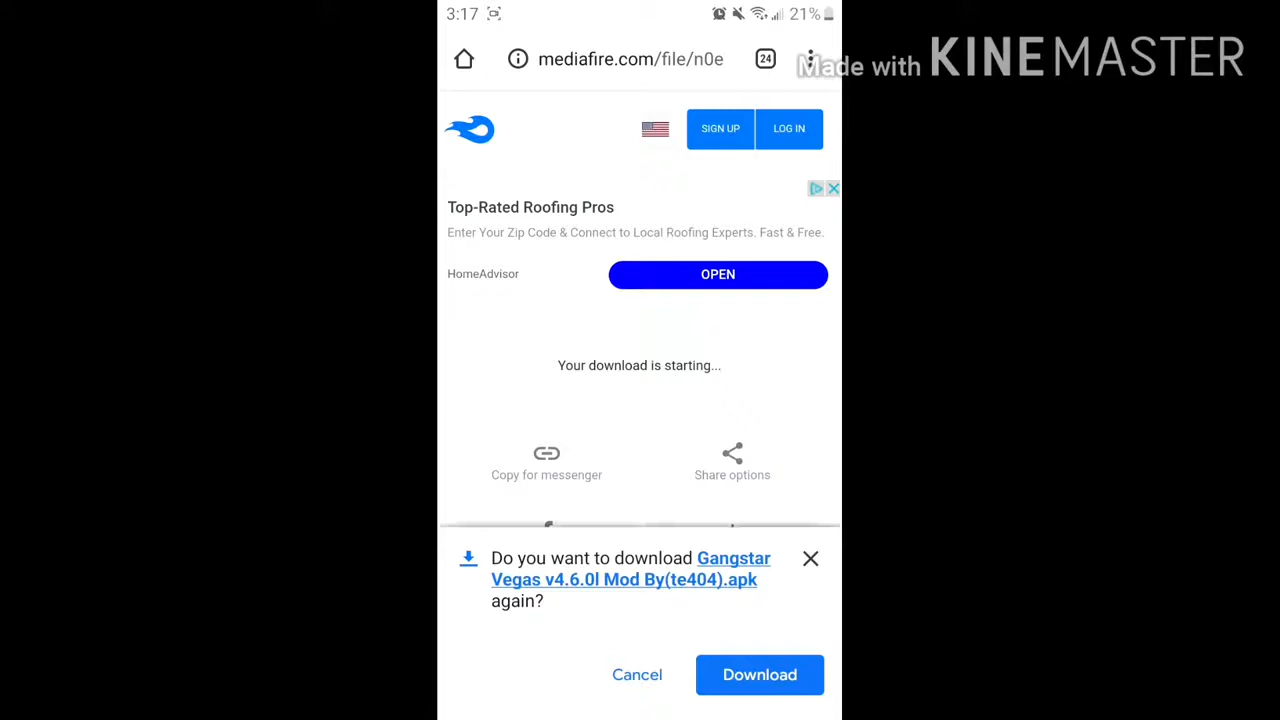 3:17
21%
mediafire.com/file/n0e
24
Made with KINEMASTER
SIGN UP
LOG IN
Top-Rated Roofing Pros
Enter Your Zip Code & Connect to Local Roofing Experts. Fast & Free.
HomeAdvisor
OPEN
Your download is starting...
Copy for messenger
Share options
Do you want to download Gangstar
Vegas v4.6.0l Mod By(te404).apk
again?
Cancel
Download